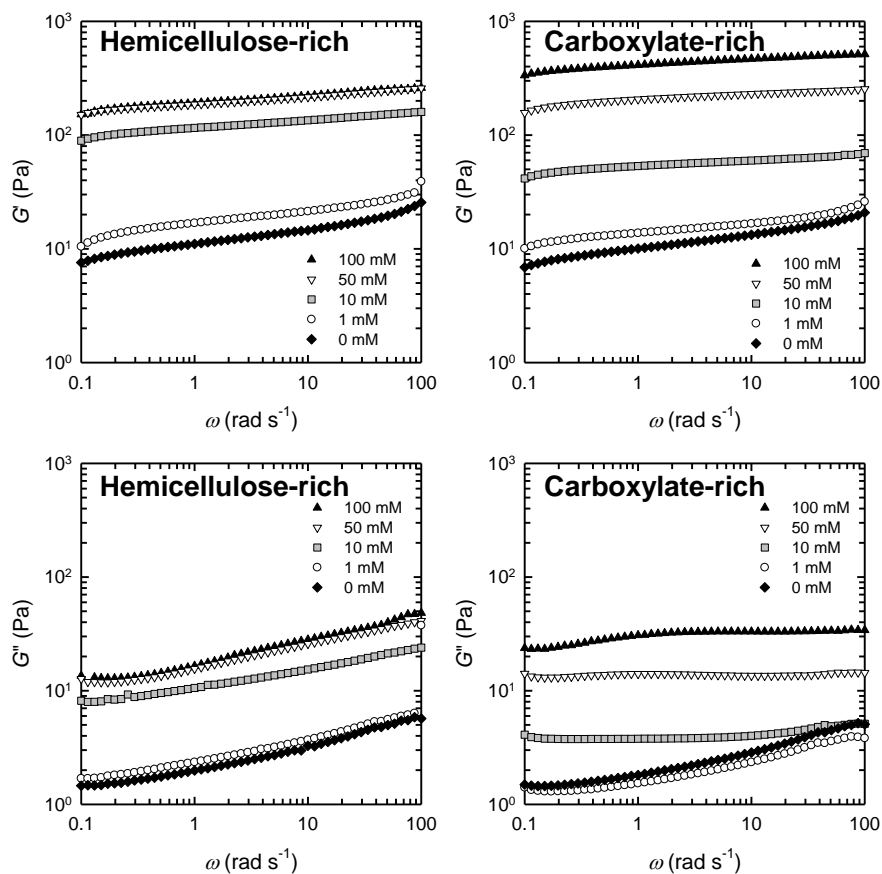 Hemicellulose-rich
10³
10²
10¹
10⁰
G' (Pa)
100 mM
50 mM
10 mM
1 mM
0 mM
0.1
1
10
100
ω (rad s⁻¹)
Carboxylate-rich
10³
10²
10¹
10⁰
G' (Pa)
100 mM
50 mM
10 mM
1 mM
0 mM
0.1
1
10
100
ω (rad s⁻¹)
Hemicellulose-rich
10³
10²
10¹
10⁰
G" (Pa)
100 mM
50 mM
10 mM
1 mM
0 mM
0.1
1
10
100
ω (rad s⁻¹)
Carboxylate-rich
10³
10²
10¹
10⁰
G" (Pa)
100 mM
50 mM
10 mM
1 mM
0 mM
0.1
1
10
100
ω (rad s⁻¹)